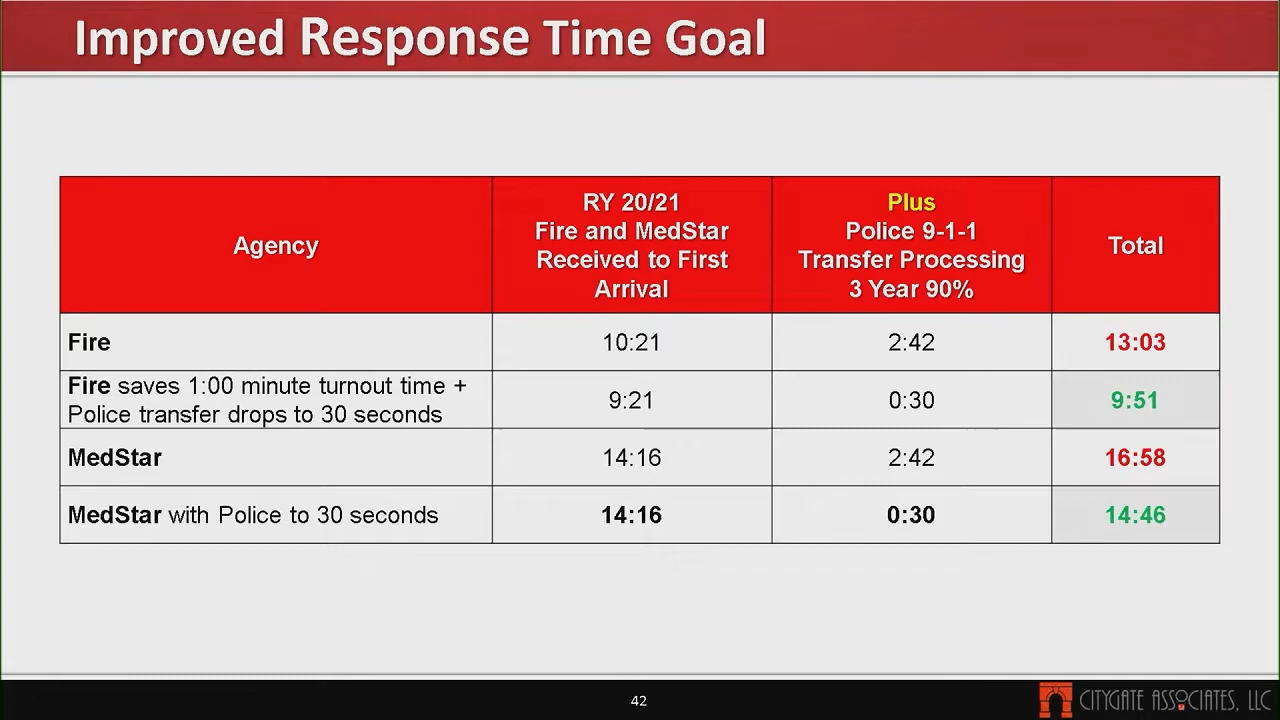 Improved Response Time Goal
Agency
RY 20/21
Fire and MedStar
Received to First
Arrival
Plus
Police 9-1-1
Transfer Processing
3 Year 90%
Total
Fire
10:21
2:42
13:03
Fire saves 1:00 minute turnout time +
Police transfer drops to 30 seconds
9:21
0:30
9:51
MedStar
14:16
2:42
16:58
MedStar with Police to 30 seconds
14:16
0:30
14:46
42
CITYGATE ASSOCIATES, LLC